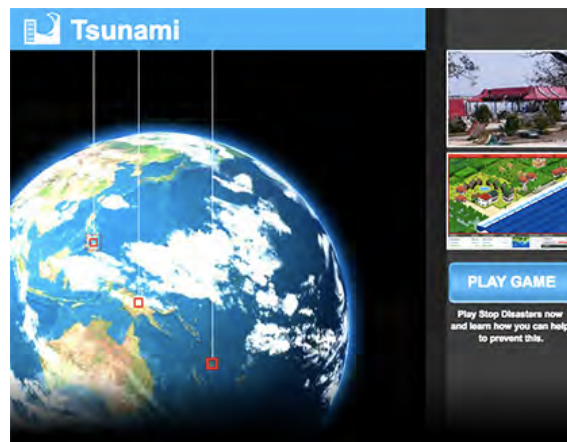 Tsunami
PLAY GAME
Play Stop Disasters now
and learn how you can help
to prevent this.